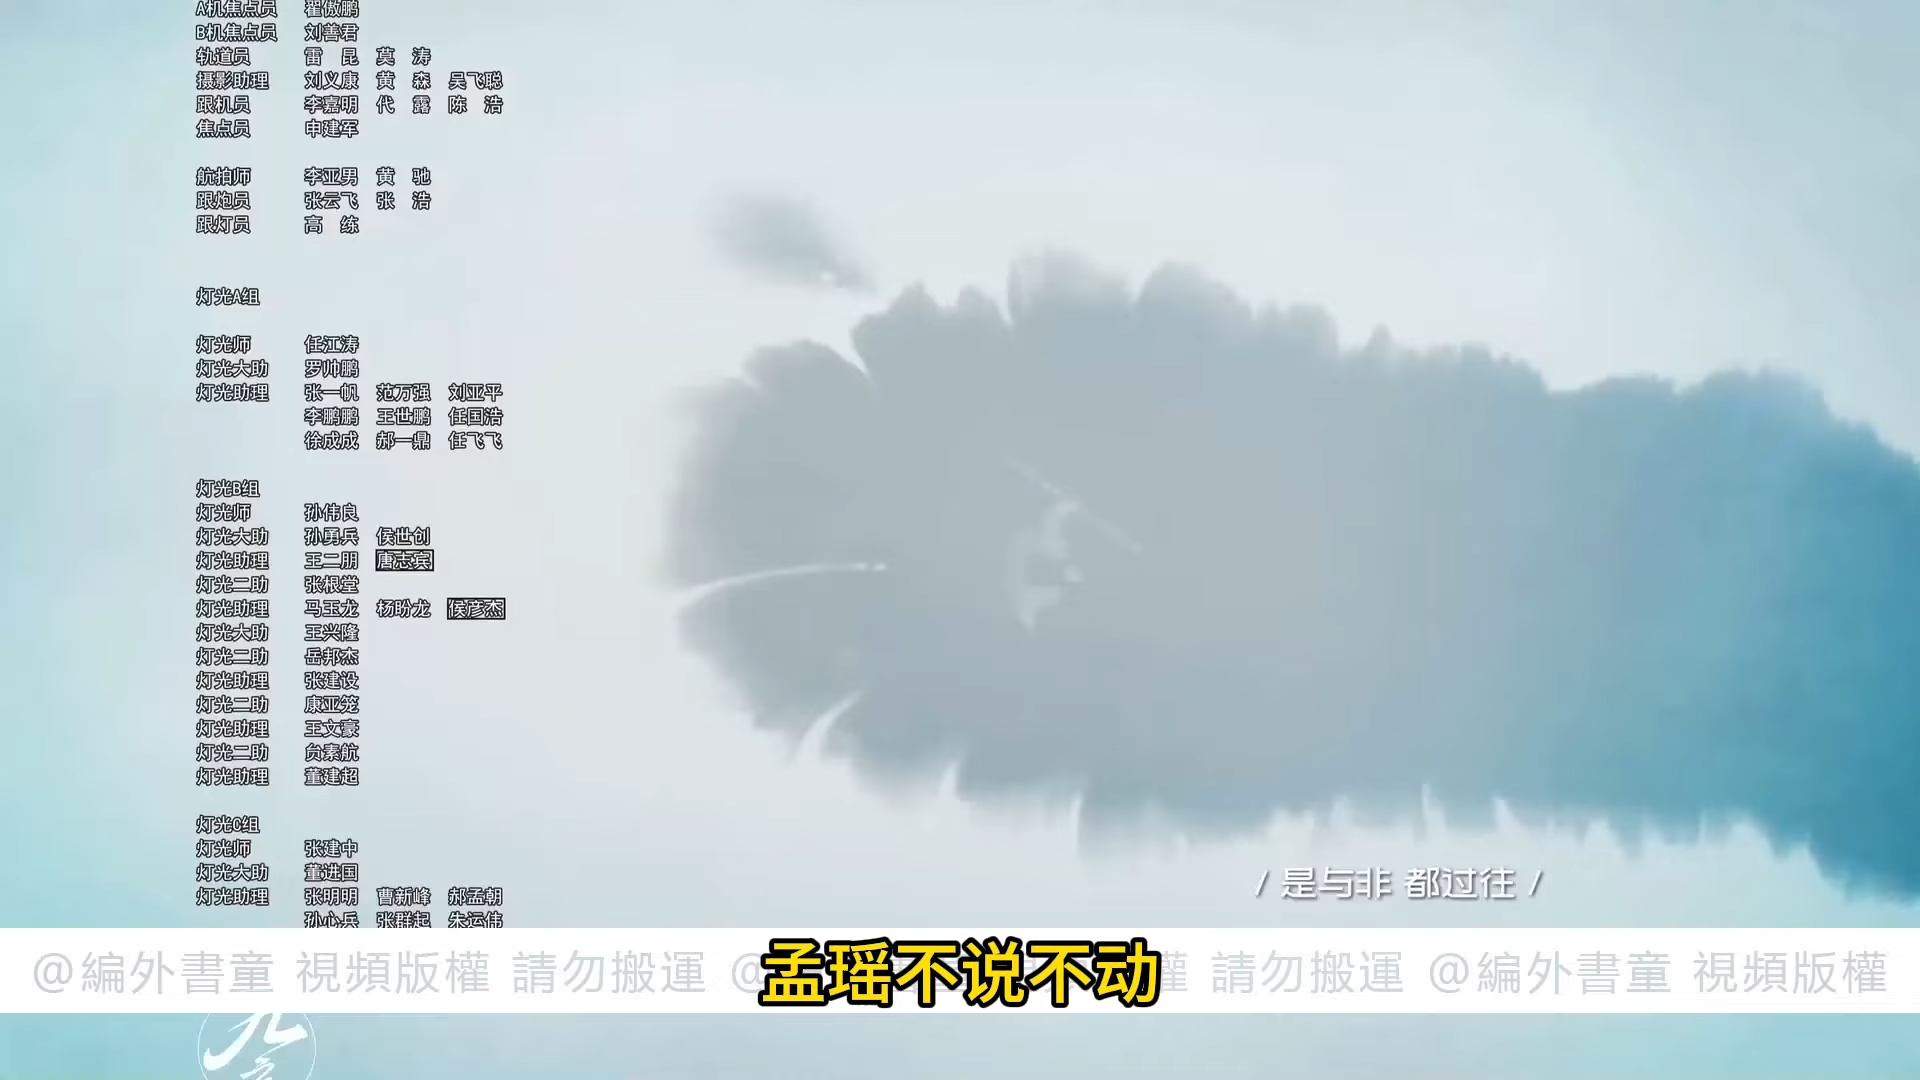 A机焦点员 翟傲鹏
B机焦点员 刘善君
轨道员 雷 昆 莫 涛
摄影助理 刘义康 黄 森 吴飞聪
跟机员 李嘉明 代 露 陈 浩
焦点员 申建军
航拍师 李亚男 黄 驰
跟炮员 张云飞 张 浩
跟灯员 高 练
灯光A组
灯光师 任江涛
灯光大助 罗帅鹏
灯光助理 张一帆 范万强 刘亚平
李鹏鹏 王世鹏 任国浩
徐成成 郝一鼎 任飞飞
灯光B组
灯光师 孙伟良
灯光大助 孙勇兵 侯世创
灯光助理 王二朋 唐志宾
灯光二助 张根堂
灯光助理 马玉龙 杨盼龙 侯彦杰
灯光大助 王兴隆
灯光二助 岳邦杰
灯光助理 张建设
灯光二助 康亚笼
灯光助理 王文豪
灯光二助 贠素航
灯光助理 董建超
灯光C组
灯光师 张建中
灯光大助 董进国
灯光助理 张明明 曹新峰 郝孟朝
孙心兵 张群起 朱运伟
/ 是与非 都过往 /
@編外書童 視頻版權 請勿搬運 @ 權 請勿搬運 @編外書童 視頻版權
孟瑶不说不动